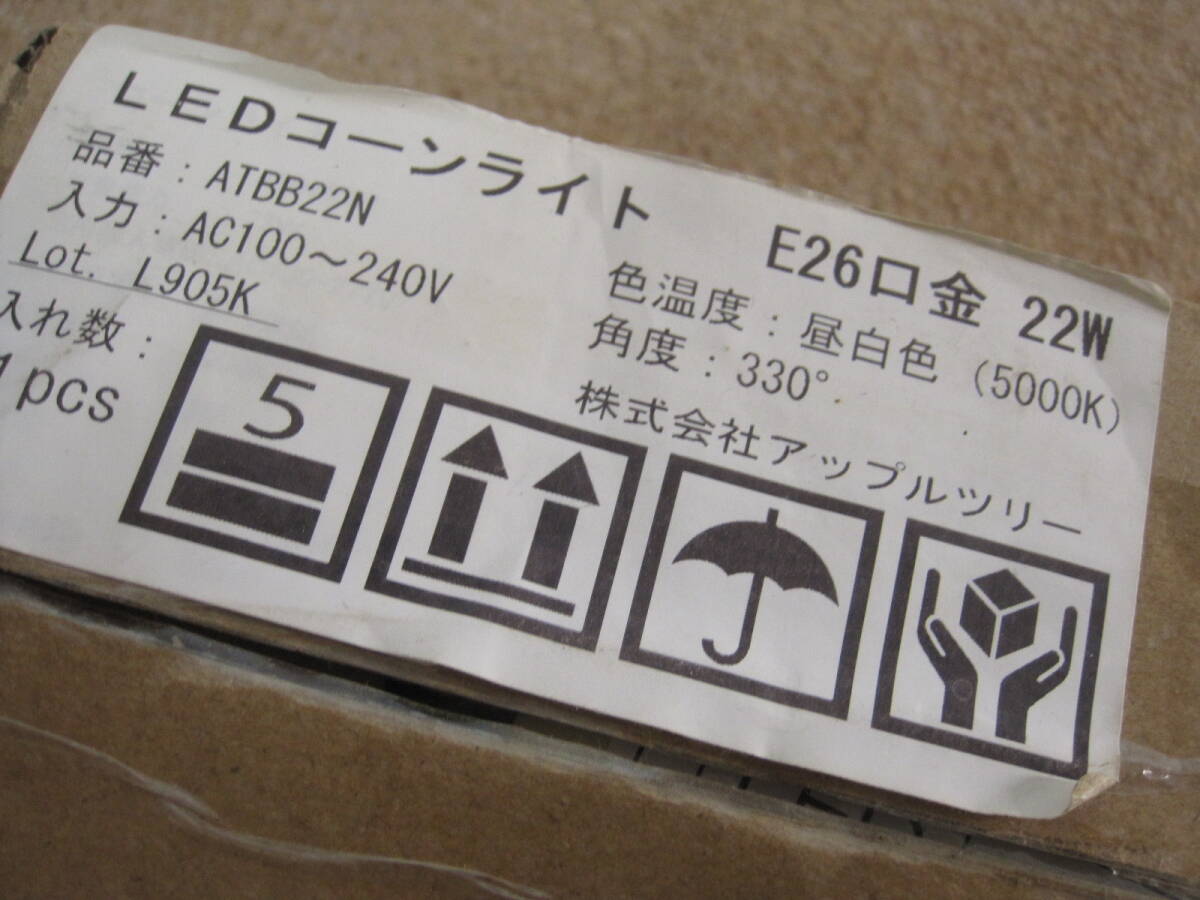 LEDコーンライト E26口金 22W
品番：ATBB22N
入力：AC100～240V
Lot. L905K
入れ数：
1pcs
色温度：昼白色（5000K）
角度：330°
株式会社アップルツリー
5